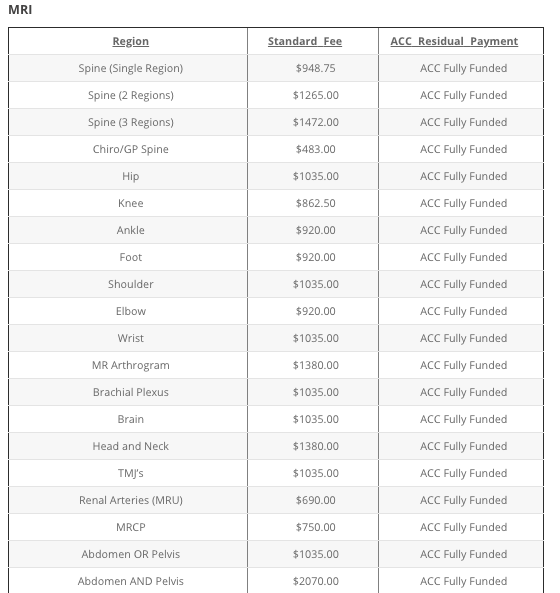 MRI
Region Standard Fee ACC Residual Payment
Spine (Single Region) $948.75 ACC Fully Funded
Spine (2 Regions) $1265.00 ACC Fully Funded
Spine (3 Regions) $1472.00 ACC Fully Funded
Chiro/GP Spine $483.00 ACC Fully Funded
Hip $1035.00 ACC Fully Funded
Knee $862.50 ACC Fully Funded
Ankle $920.00 ACC Fully Funded
Foot $920.00 ACC Fully Funded
Shoulder $1035.00 ACC Fully Funded
Elbow $920.00 ACC Fully Funded
Wrist $1035.00 ACC Fully Funded
MR Arthrogram $1380.00 ACC Fully Funded
Brachial Plexus $1035.00 ACC Fully Funded
Brain $1035.00 ACC Fully Funded
Head and Neck $1380.00 ACC Fully Funded
TMJ's $1035.00 ACC Fully Funded
Renal Arteries (MRU) $690.00 ACC Fully Funded
MRCP $750.00 ACC Fully Funded
Abdomen OR Pelvis $1035.00 ACC Fully Funded
Abdomen AND Pelvis $2070.00 ACC Fully Funded